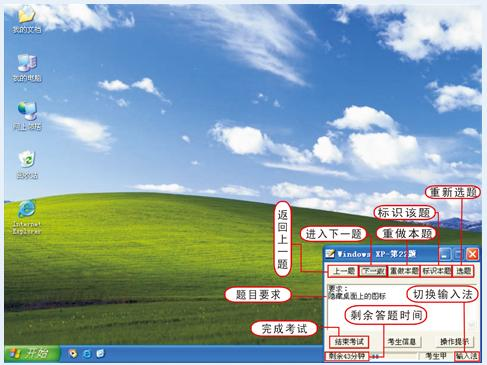 我的文档
我的电脑
网上邻居
回收站
Internet
Explorer
重新选题
标识该题
返回上一题
进入下一题
重做本题
Windows XP-第22题
上一题
下一题
重做本题
标识本题
选题
要求：
隐藏桌面上的图标
题目要求
切换输入法
剩余答题时间
完成考试
结束考试
考生信息
操作提示
剩余43分钟
考生甲
输入法
开始